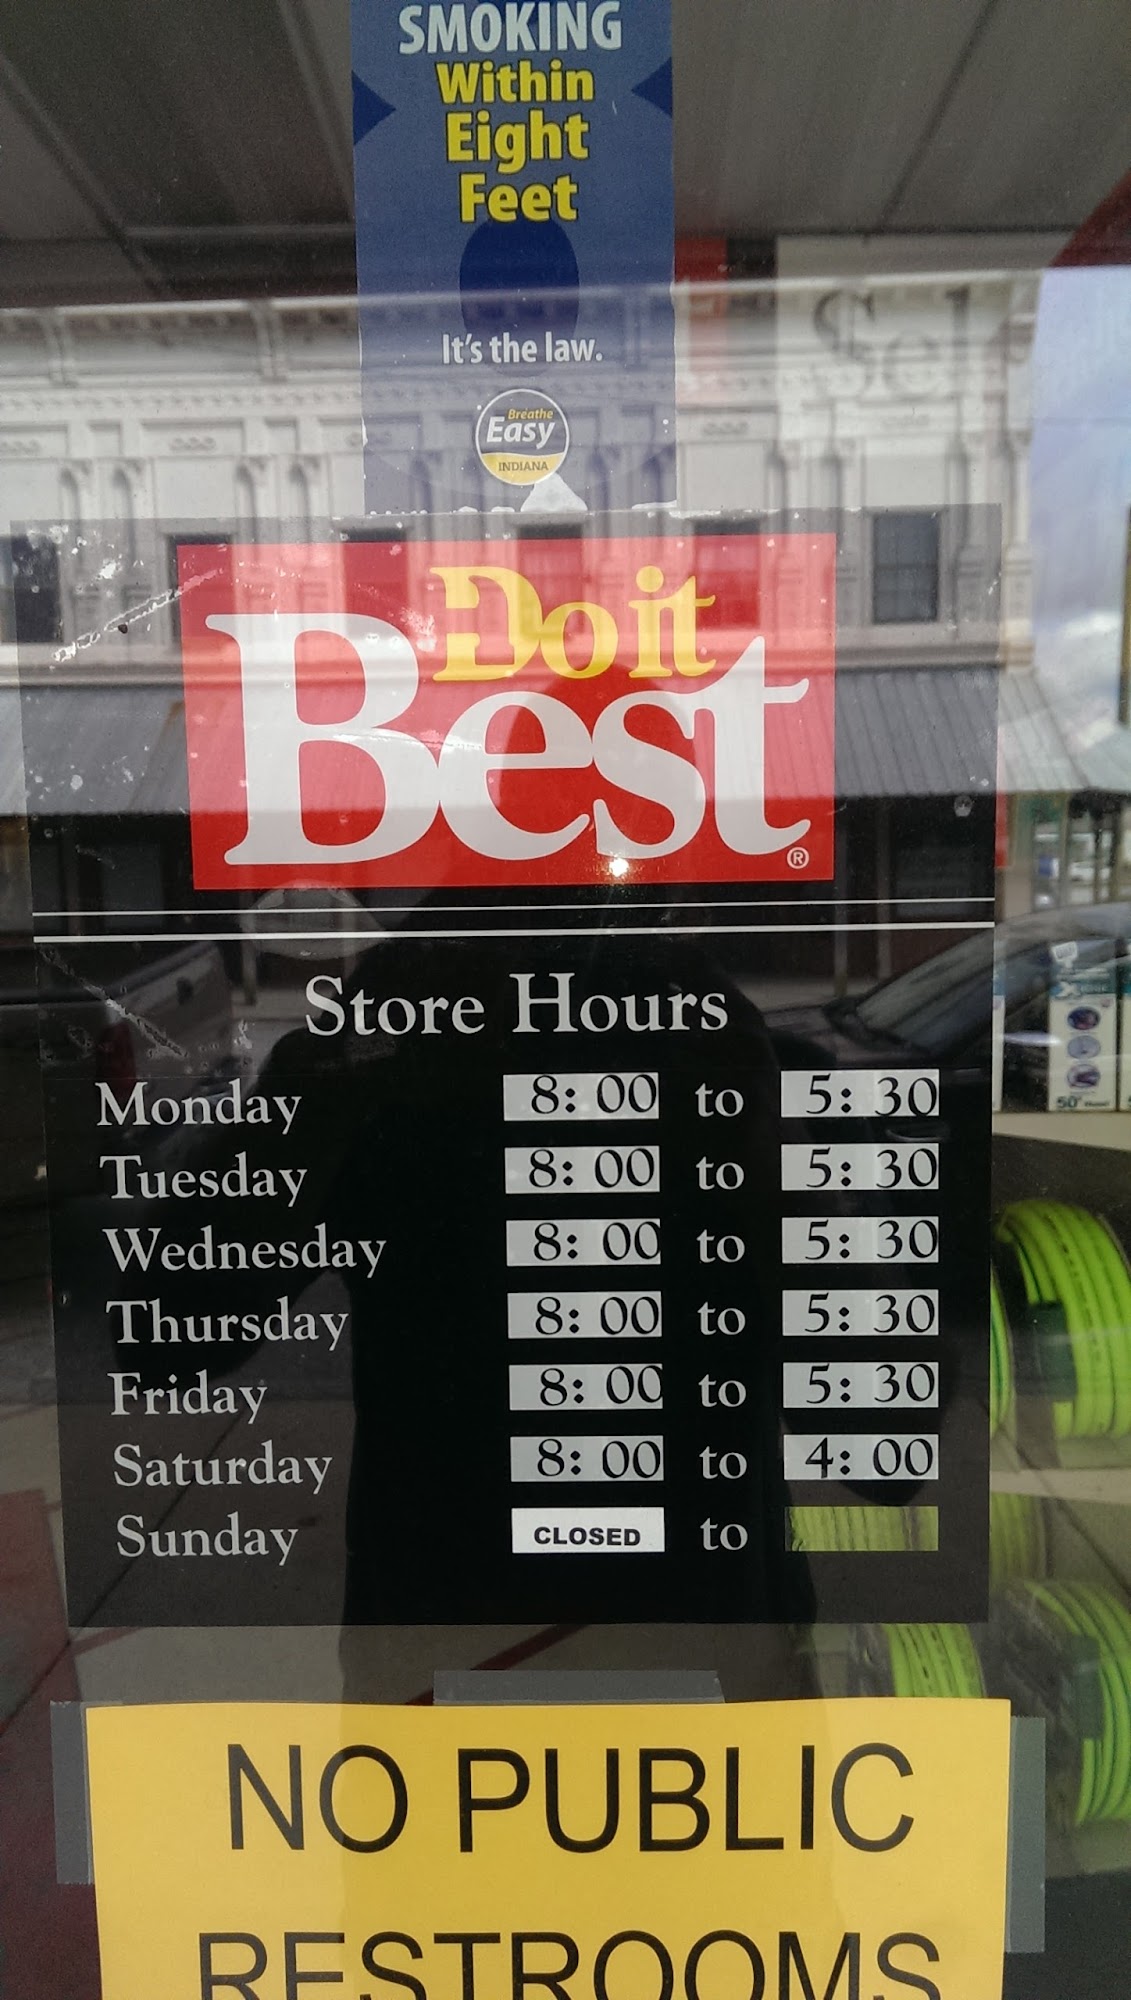 SMOKING
Within
Eight
Feet
It's the law.
Breathe
Easy
INDIANA
Do it
Best®
Store Hours
Monday 8:00 to 5:30
Tuesday 8:00 to 5:30
Wednesday 8:00 to 5:30
Thursday 8:00 to 5:30
Friday 8:00 to 5:30
Saturday 8:00 to 4:00
Sunday CLOSED to
50'
NO PUBLIC
RESTROOMS